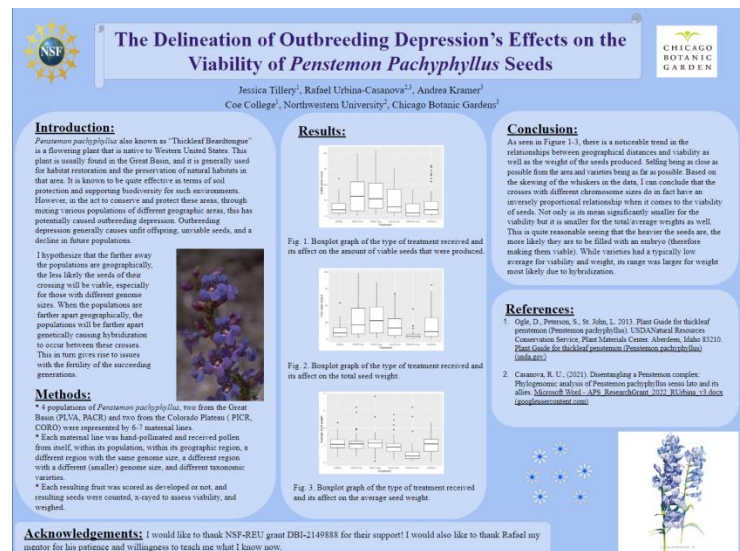 NSF
The Delineation of Outbreeding Depression's Effects on the
Viability of Penstemon Pachyphyllus Seeds
CHICAGO
BOTANIC
GARDEN
Jessica Tillery1, Rafael Urbina-Casanova2,3, Andrea Kramer3
Coe College1, Northwestern University2, Chicago Botanic Gardens3
Introduction:
Penstemon pachyphyllus also known as "Thickleaf Beardtongue"
is a flowering plant that is native to Western United States. This
plant is usually found in the Great Basin, and it is generally used
for habitat restoration and the preservation of natural habitats in
that area. It is known to be quite effective in terms of soil
protection and supporting biodiversity for such environments.
However, in the act to conserve and protect these areas, through
mixing various populations of different geographic areas, this has
potentially caused outbreeding depression. Outbreeding
depression generally causes unfit offspring, unviable seeds, and a
decline in future populations.
I hypothesize that the farther away
the populations are geographically,
the less likely the seeds of their
crossing will be viable, especially
for those with different genome
sizes. When the populations are
farther apart geographically, the
populations will be farther apart
genetically causing hybridization
to occur between these crosses.
This in turn gives rise to issues
with the fertility of the succeeding
generations.
Methods:
* 4 populations of Penstemon pachyphyllus, two from the Great
Basin (PLVA, PACR) and two from the Colorado Plateau ( PICR,
CORO) were represented by 6-7 maternal lines.
* Each maternal line was hand-pollinated and received pollen
from itself, within its population, within its geographic region, a
different region with the same genome size, a different region
with a different (smaller) genome size, and different taxonomic
varieties.
* Each resulting fruit was scored as developed or not, and
resulting seeds were counted, x-rayed to assess viability, and
weighed.
Results:
Fig. 1. Boxplot graph of the type of treatment received and
its affect on the amount of viable seeds that were produced.
Fig. 2. Boxplot graph of the type of treatment received and
its affect on the total seed weight.
Fig. 3. Boxplot graph of the type of treatment received
and its affect on the average seed weight.
Conclusion:
As seen in Figure 1-3, there is a noticeable trend in the
relationships between geographical distances and viability as
well as the weight of the seeds produced. Selfing being as close as
possible from the area and varieties being as far as possible. Based
on the skewing of the whiskers in the data, I can conclude that the
crosses with different chromosome sizes do in fact have an
inversely proportional relationship when it comes to the viability
of seeds. Not only is its mean significantly smaller for the
viability but it is smaller for the total/average weights as well.
This is quite reasonable seeing that the heavier the seeds are, the
more likely they are to be filled with an embryo (therefore
making them viable). While varieties had a typically low
average for viability and weight, its range was larger for weight
most likely due to hybridization.
References:
1. Ogle, D., Peterson, S., St. John, L. 2013. Plant Guide for thickleaf
penstemon (Penstemon pachyphyllus). USDANatural Resources
Conservation Service, Plant Materials Center. Aberdeen, Idaho 83210.
Plant Guide for thickleaf penstemon (Penstemon pachyphyllus)
(usda.gov)
2. Casanova, R. U., (2021). Disentangling a Penstemon complex:
Phylogenomic analysis of Penstemon pachyphyllus sensu lato and its
allies. Microsoft Word - APS_ResearchGrant_2022_RUrbina_v3.docx
(googleusercontent.com)
Acknowledgements: I would like to thank NSF-REU grant DBI-2149888 for their support! I would also like to thank Rafael my
mentor for his patience and willingness to teach me what I know now.